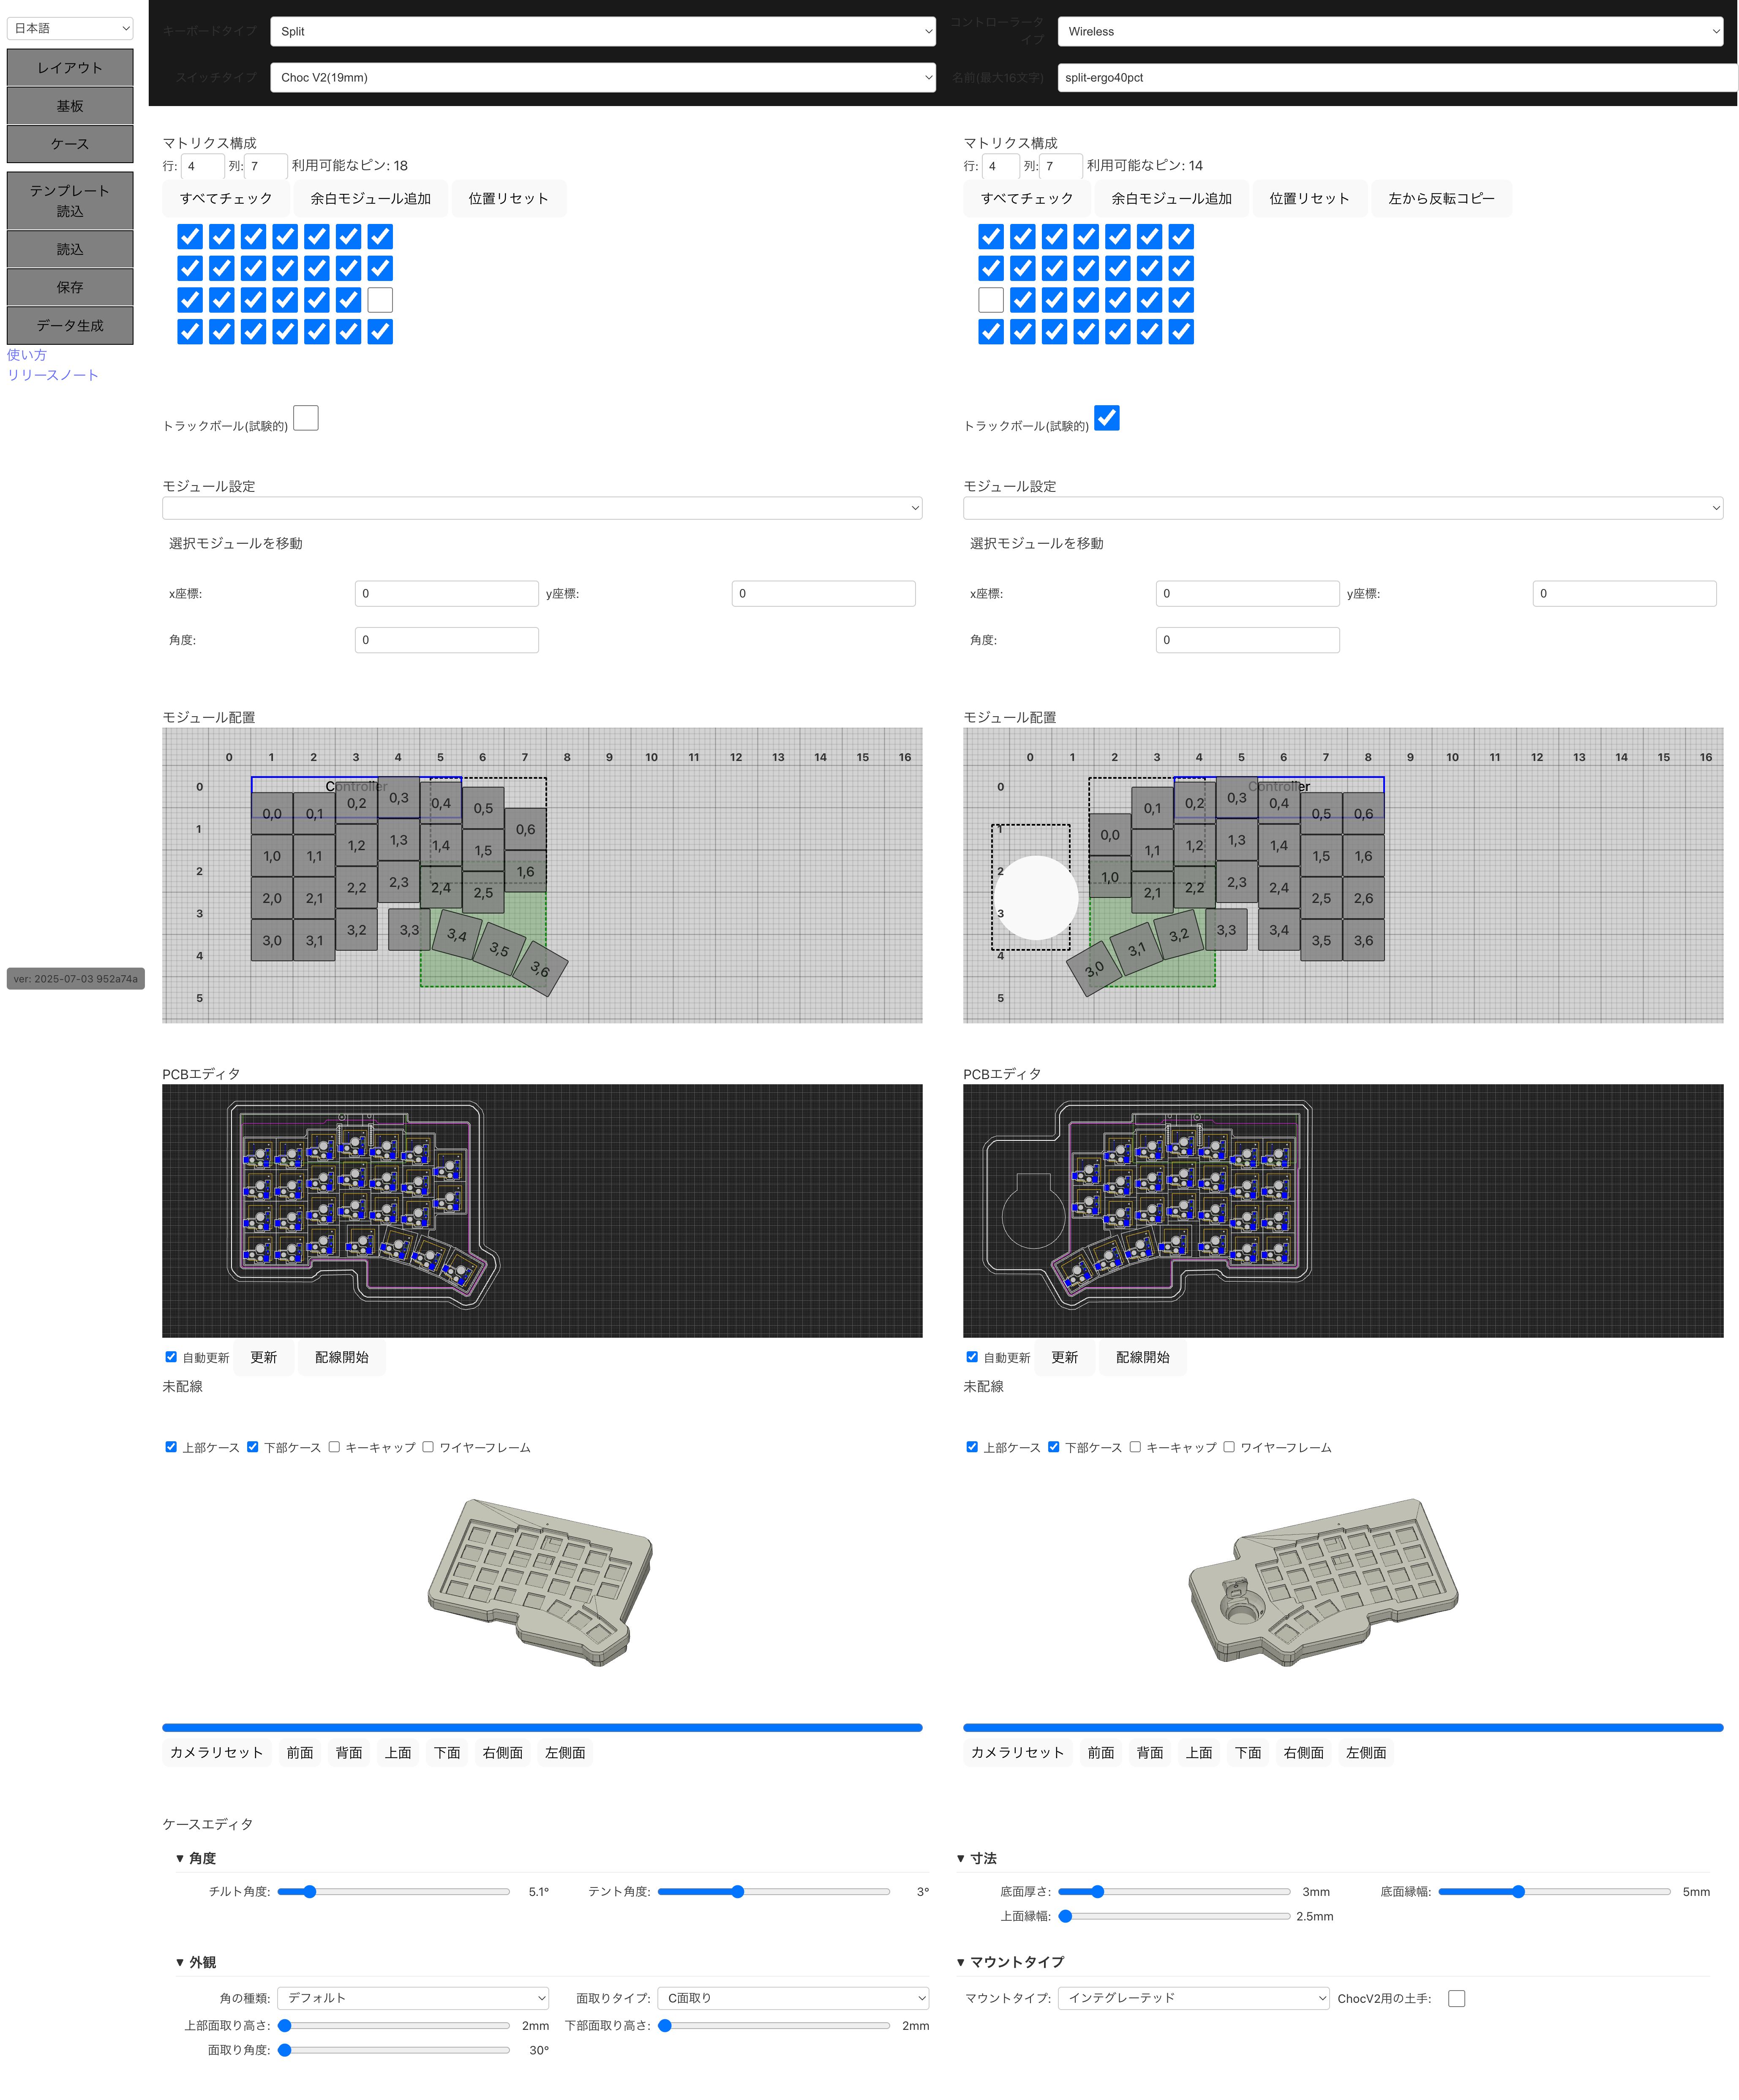 日本語
レイアウト
基板
ケース
テンプレート
読込
読込
保存
データ生成
使い方
リリースノート
ver: 2025-07-03 952a74a
キーボードタイプ Split コントローラータイプ Wireless
スイッチタイプ Choc V2(19mm) 名前(最大16文字) split-ergo40pct
マトリクス構成
行: 4 列: 7 利用可能なピン: 18
すべてチェック 余白モジュール追加 位置リセット
トラックボール(試験的)
モジュール設定
選択モジュールを移動
x座標: 0 y座標: 0
角度: 0
モジュール配置
0 1 2 3 4 5 6 7 8 9 10 11 12 13 14 15 16
0 1 2 3 4 5
Controller
0,0 0,1 0,2 0,3 0,4 0,5 0,6
1,0 1,1 1,2 1,3 1,4 1,5 1,6
2,0 2,1 2,2 2,3 2,4 2,5
3,0 3,1 3,2 3,3 3,4 3,5 3,6
PCBエディタ
自動更新 更新 配線開始
未配線
上部ケース 下部ケース キーキャップ ワイヤーフレーム
カメラリセット 前面 背面 上面 下面 右側面 左側面
マトリクス構成
行: 4 列: 7 利用可能なピン: 14
すべてチェック 余白モジュール追加 位置リセット 左から反転コピー
トラックボール(試験的)
モジュール設定
選択モジュールを移動
x座標: 0 y座標: 0
角度: 0
モジュール配置
0 1 2 3 4 5 6 7 8 9 10 11 12 13 14 15 16
0 1 2 3 4 5
Controller
0,0 0,1 0,2 0,3 0,4 0,5 0,6
1,0 1,1 1,2 1,3 1,4 1,5 1,6
2,1 2,2 2,3 2,4 2,5 2,6
3,0 3,1 3,2 3,3 3,4 3,5 3,6
PCBエディタ
自動更新 更新 配線開始
未配線
上部ケース 下部ケース キーキャップ ワイヤーフレーム
カメラリセット 前面 背面 上面 下面 右側面 左側面
ケースエディタ
▼ 角度
チルト角度: 5.1° テント角度: 3°
▼ 寸法
底面厚さ: 3mm 底面縁幅: 5mm
上面縁幅: 2.5mm
▼ 外観
角の種類: デフォルト 面取りタイプ: C面取り
上部面取り高さ: 2mm 下部面取り高さ: 2mm
面取り角度: 30°
▼ マウントタイプ
マウントタイプ: インテグレーテッド ChocV2用の土手: